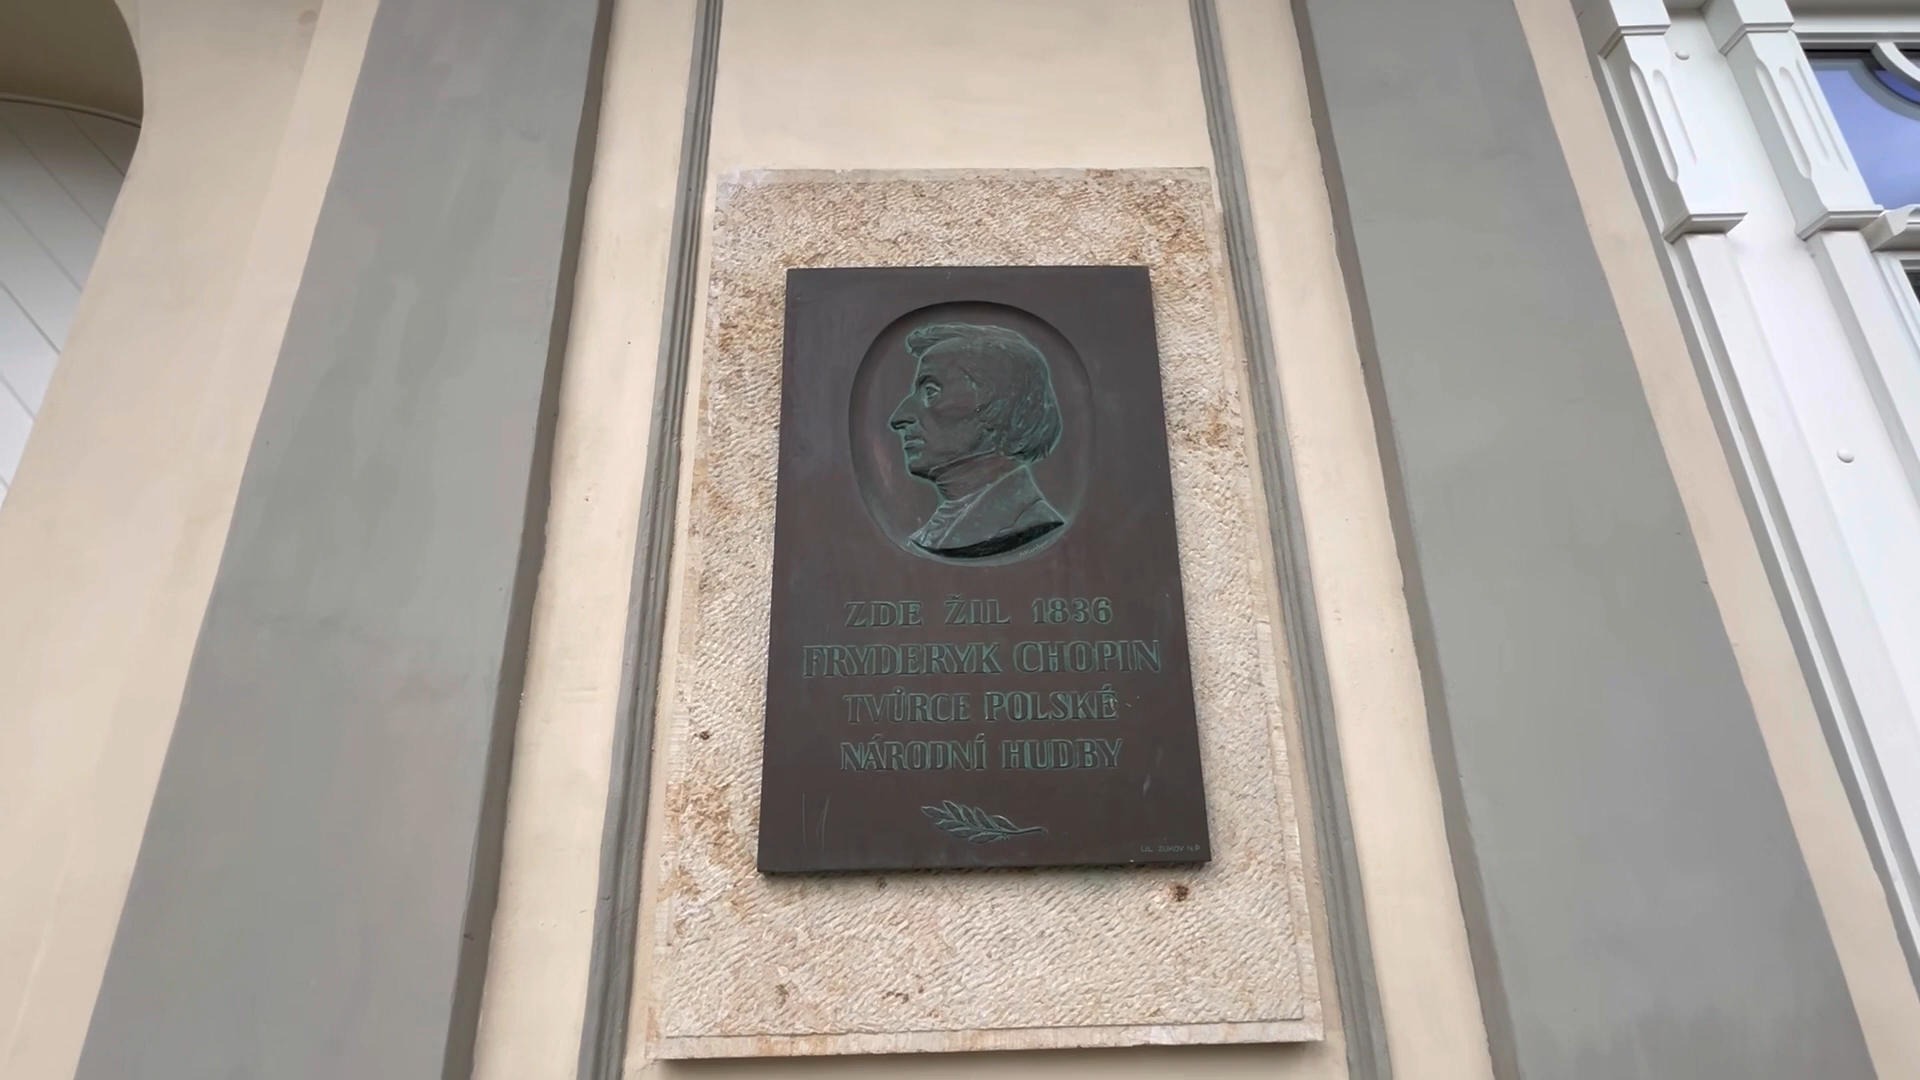 ZDE ŽIL 1836
FRYDERYK CHOPIN
TVŮRCE POLSKÉ
NÁRODNÍ HUDBY